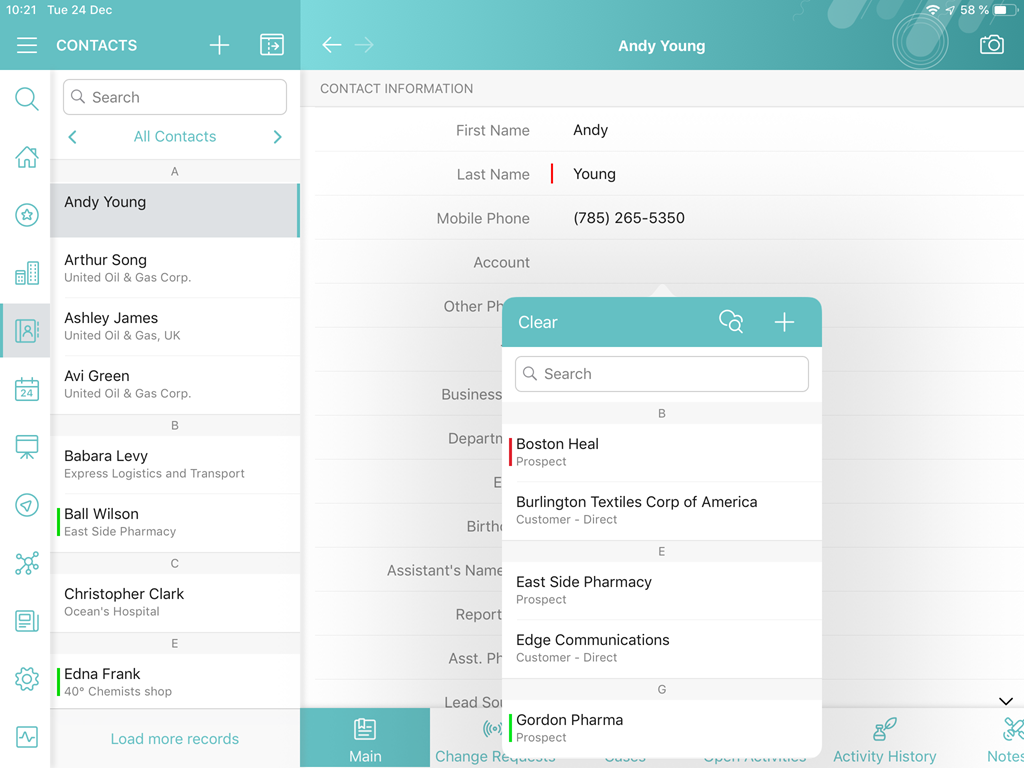 10:21 Tue 24 Dec
58 %
CONTACTS
Andy Young
Search
All Contacts
A
Andy Young
Arthur Song
United Oil & Gas Corp.
Ashley James
United Oil & Gas, UK
Avi Green
United Oil & Gas Corp.
B
Babara Levy
Express Logistics and Transport
Ball Wilson
East Side Pharmacy
C
Christopher Clark
Ocean's Hospital
E
Edna Frank
40° Chemists shop
Load more records
24
CONTACT INFORMATION
First Name Andy
Last Name Young
Mobile Phone (785) 265-5350
Account
Other Ph
Business
Departm
E
Birthd
Assistant's Name
Report
Asst. Ph
Lead Sou
Clear
Search
B
Boston Heal
Prospect
Burlington Textiles Corp of America
Customer - Direct
E
East Side Pharmacy
Prospect
Edge Communications
Customer - Direct
G
Gordon Pharma
Prospect
Main
Change Requests
Cases
Open Activities
Activity History
Notes